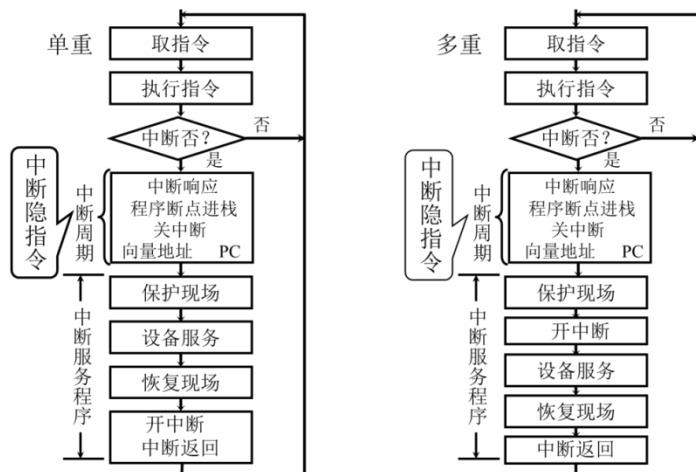 单重
取指令
执行指令
中断否？
否
是
中断隐指令
中断周期
中断响应
程序断点进栈
关中断
向量地址 PC
中断服务程序
保护现场
设备服务
恢复现场
开中断
中断返回
多重
取指令
执行指令
中断否？
否
是
中断隐指令
中断周期
中断响应
程序断点进栈
关中断
向量地址 PC
中断服务程序
保护现场
开中断
设备服务
恢复现场
中断返回